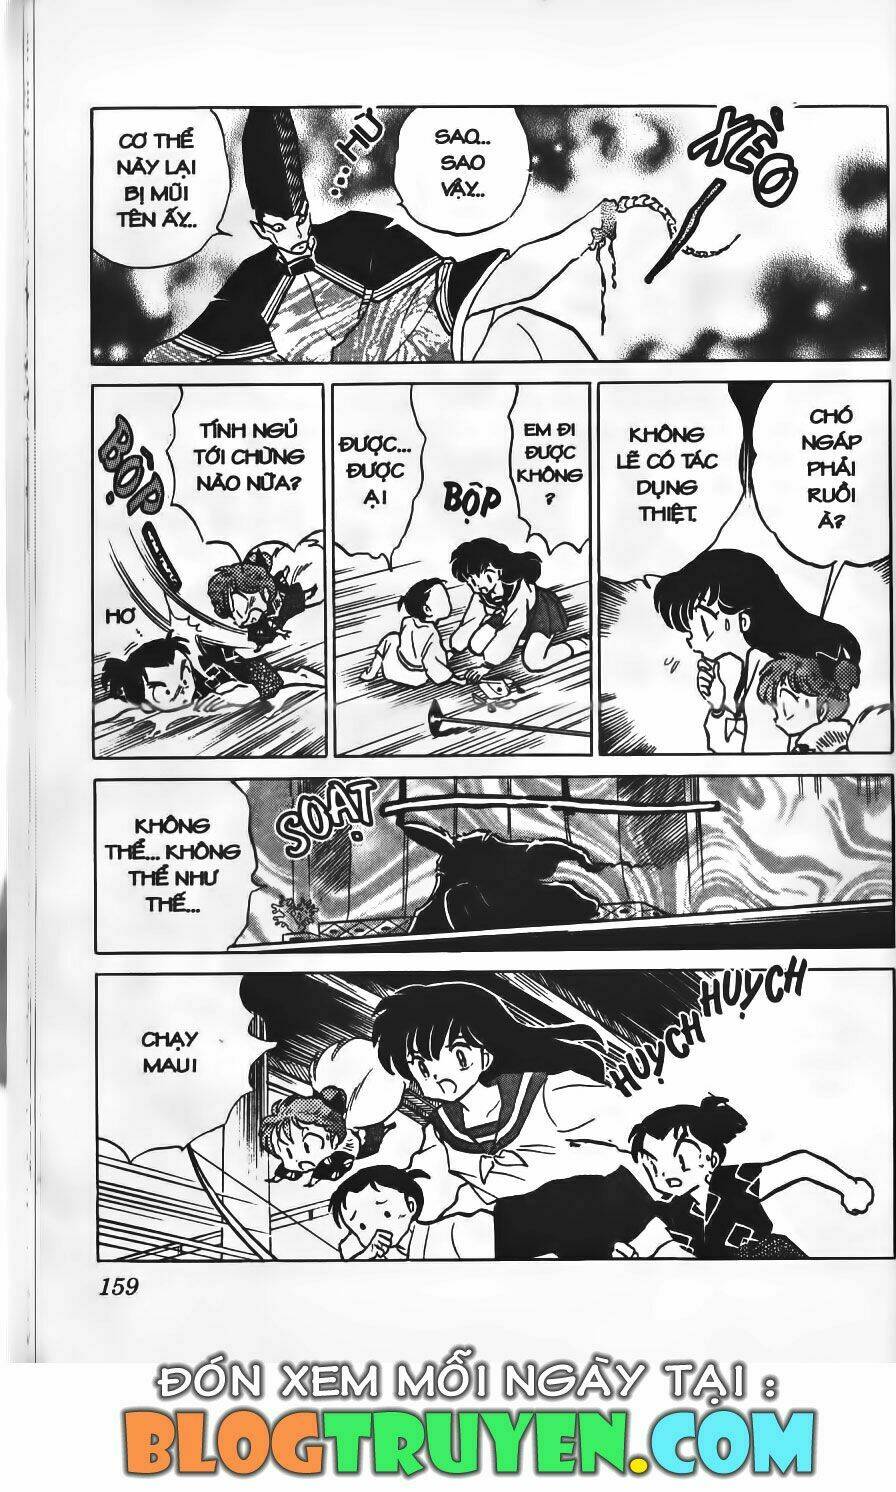 SAO...
SAO
VẬY...
XÈO
HỪ...
CƠ THỂ
NÀY LẠI
BỊ MŨI
TÊN ẤY...
CHÓ
NGÁP
PHẢI
RUỒI
À?
KHÔNG
LẼ CÓ TÁC
DỤNG
THIỆT.
EM ĐI
ĐƯỢC
KHÔNG
?
BỘP
ĐƯỢC...
ĐƯỢC
ẠI
TÍNH NGỦ
TỚI CHỪNG
NÀO NỮA?
BỘP
HƠ
SOẠT
KHÔNG
THỂ... KHÔNG
THỂ NHƯ
THẾ...
HUỴCH
HUỴCH
CHẠY
MAUI
159
ĐÓN XEM MỖI NGÀY TẠI :
BLOGTRUYEN.COM